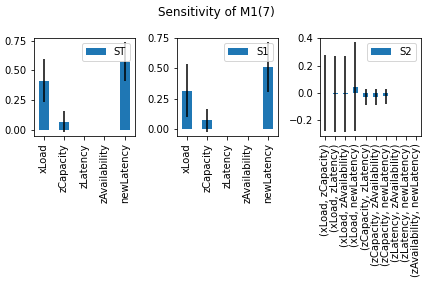 Sensitivity of M1(7)
0.75
0.50
0.25
0.00
ST
xLoad
zCapacity
zLatency
zAvailability
newLatency
0.75
0.50
0.25
0.00
S1
xLoad
zCapacity
zLatency
zAvailability
newLatency
0.4
0.2
0.0
−0.2
S2
(xLoad, zCapacity)
(xLoad, zLatency)
(xLoad, zAvailability)
(xLoad, newLatency)
(zCapacity, zLatency)
(zCapacity, zAvailability)
(zCapacity, newLatency)
(zLatency, zAvailability)
(zLatency, newLatency)
(zAvailability, newLatency)